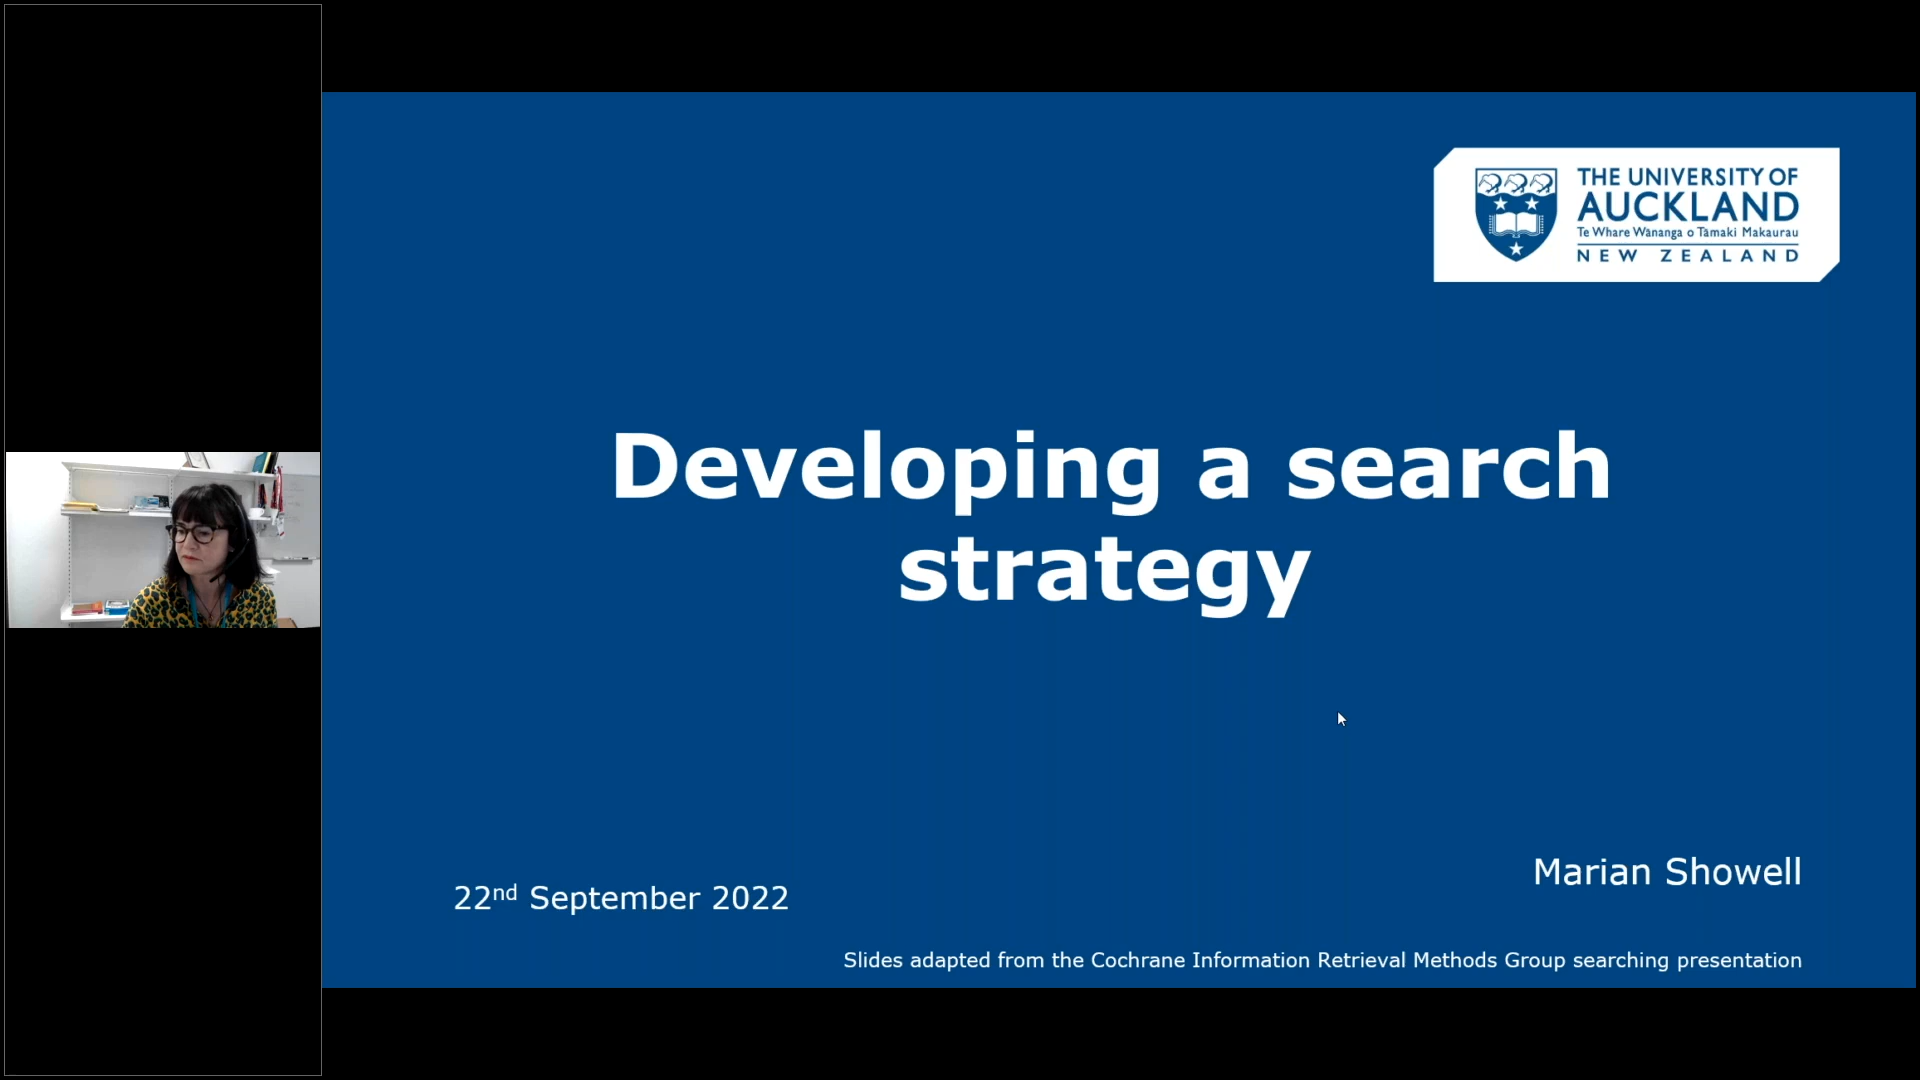 THE UNIVERSITY OF
AUCKLAND
Te Whare Wānanga o Tāmaki Makaurau
NEW ZEALAND
Developing a search
strategy
Marian Showell
22nd September 2022
Slides adapted from the Cochrane Information Retrieval Methods Group searching presentation